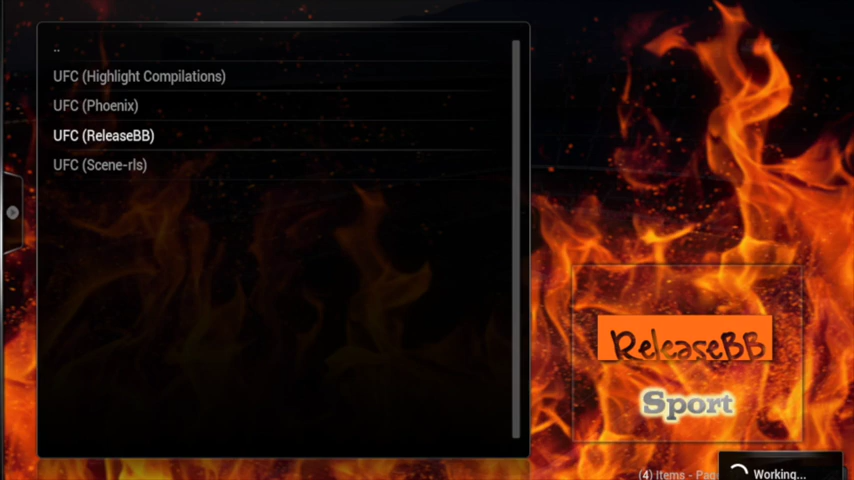 ..
UFC (Highlight Compilations)
UFC (Phoenix)
UFC (ReleaseBB)
UFC (Scene-rls)
ReleaseBB
Sport
(4) Items - Pag
Working...